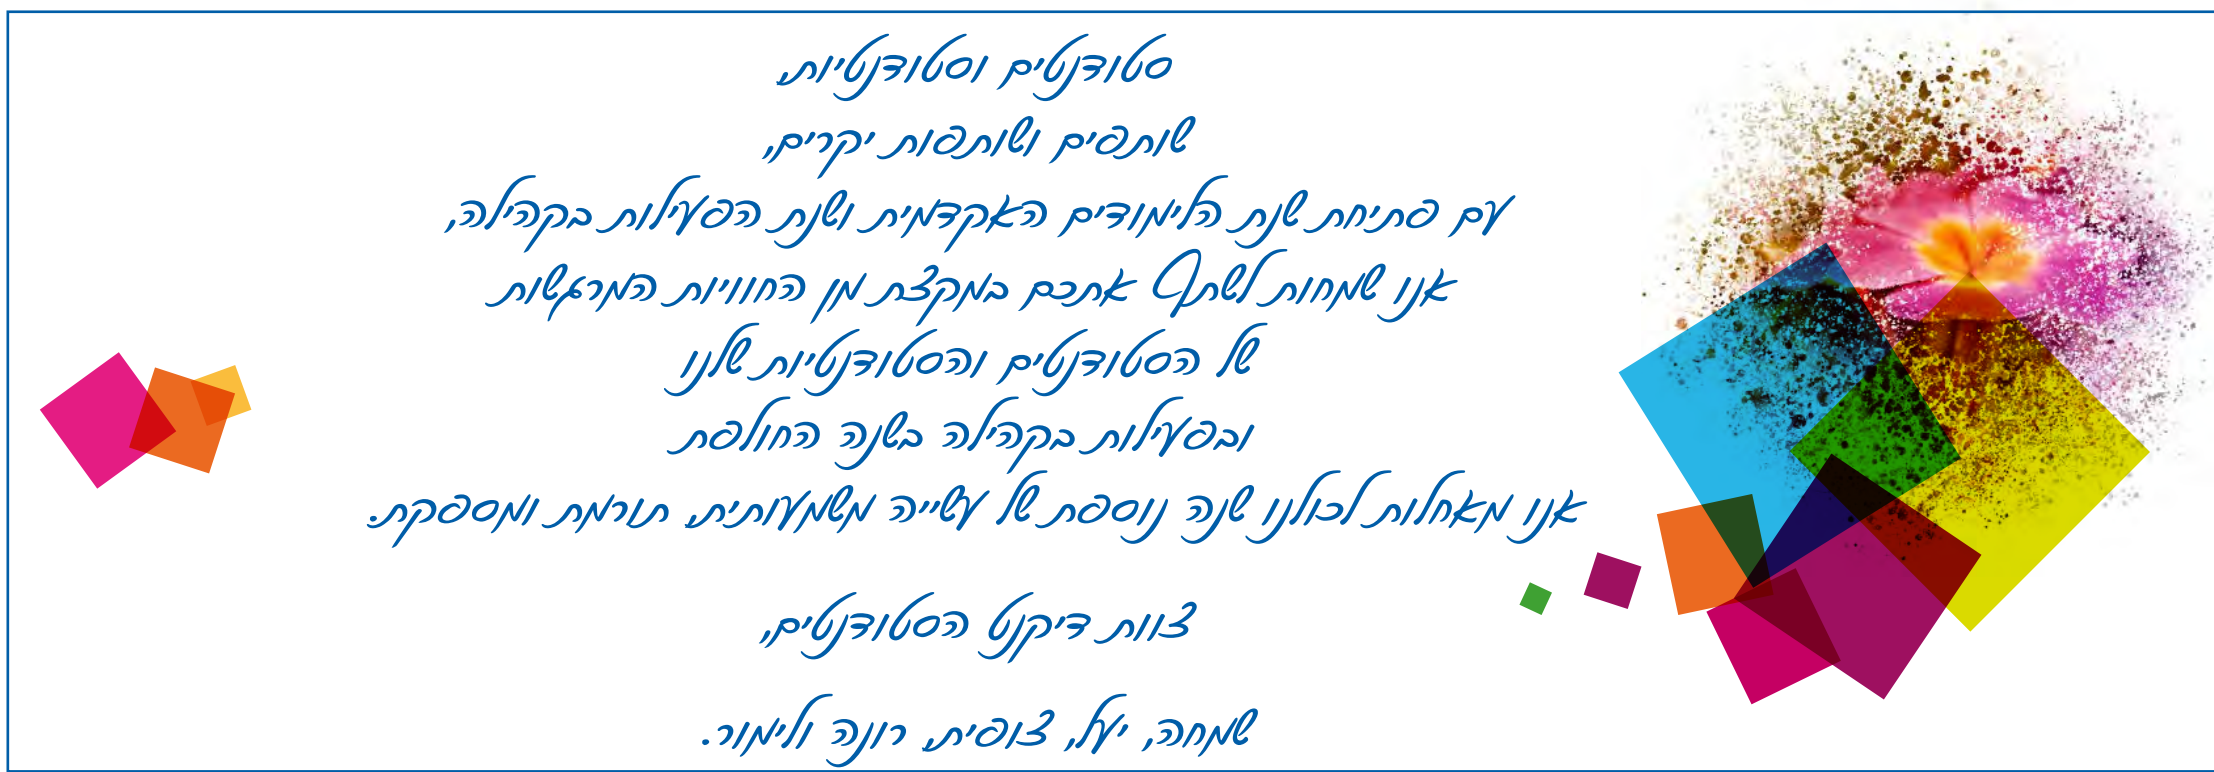 סטודנטים וסטודנטיות,
שותפים ושותפות יקרים,
עם פתיחת שנת הלימודים האקדמית ושנת הפעילות בקהילה,
אנו שמחות לשתף אתכם במקצת מן החוויות המרגשות
של הסטודנטים והסטודנטיות שלנו
ובפעילות בקהילה בשנה החולפת
אנו מאחלות לכולנו שנה נוספת של עשייה משמעותית, תורמת ומספקת.
צוות דיקנט הסטודנטים,
שמחה, יעל, צופית, רונה ולימור.